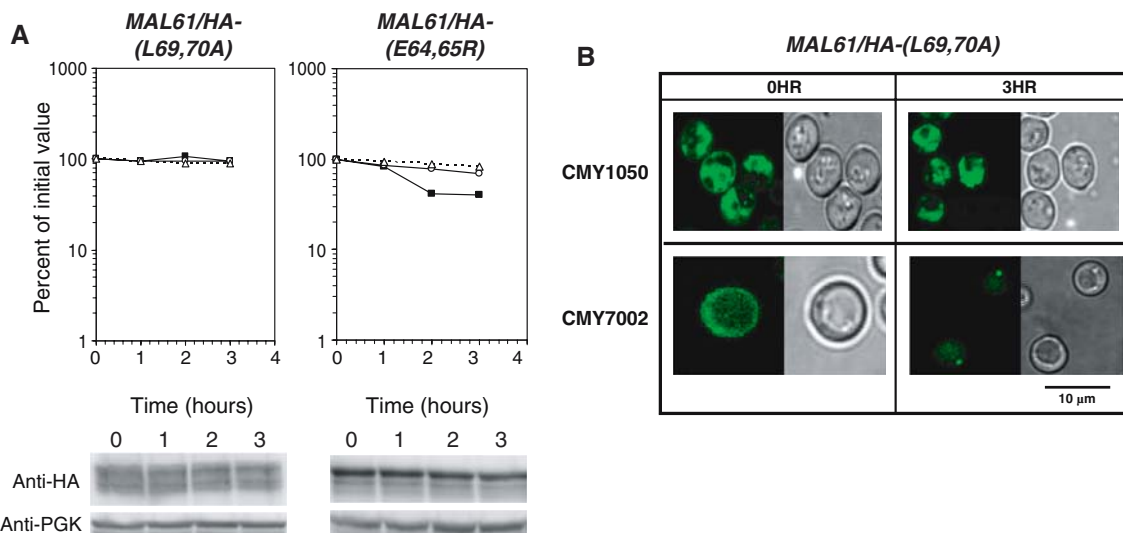 A
MAL61/HA-
(L69,70A)
MAL61/HA-
(E64,65R)
Percent of initial value
1000
100
10
1
0 1 2 3 4
Time (hours)
1000
100
10
1
0 1 2 3 4
Time (hours)
0 1 2 3
0 1 2 3
Anti-HA
Anti-PGK
B
MAL61/HA-(L69,70A)
0HR
3HR
CMY1050
CMY7002
10 µm